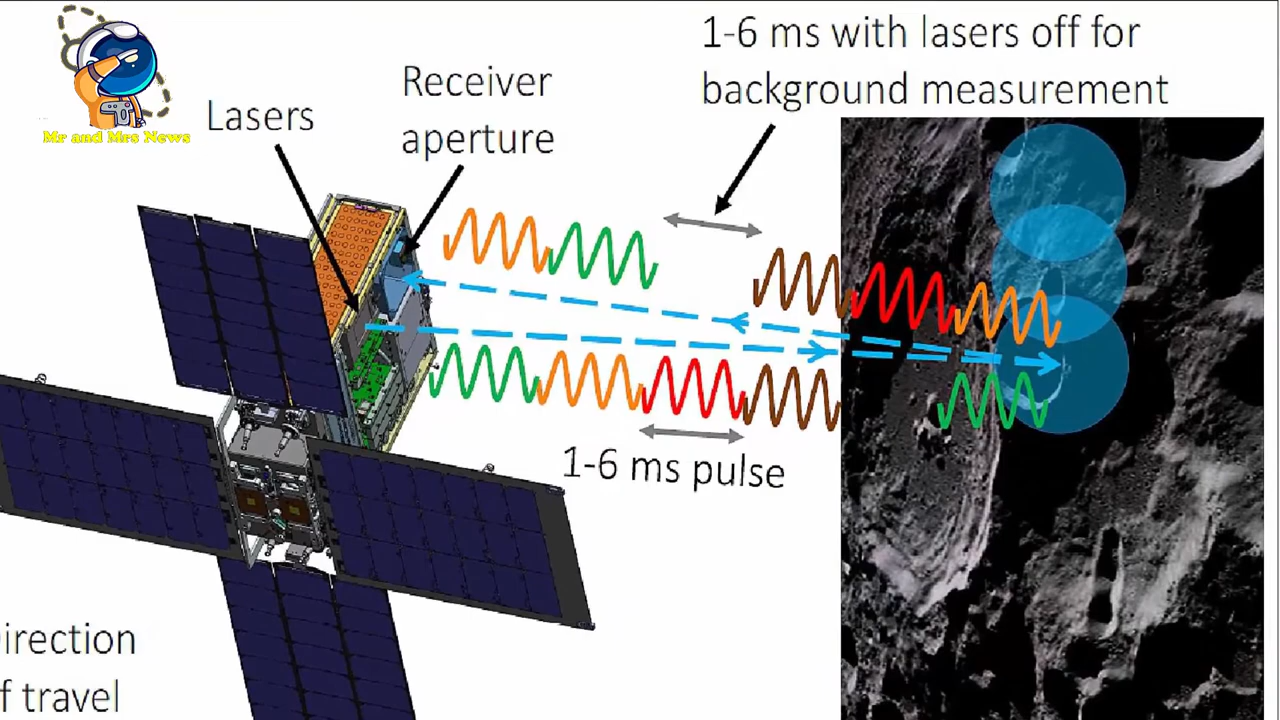 1-6 ms with lasers off for
background measurement
Receiver
aperture
Lasers
Mr and Mrs News
1-6 ms pulse
irection
f travel